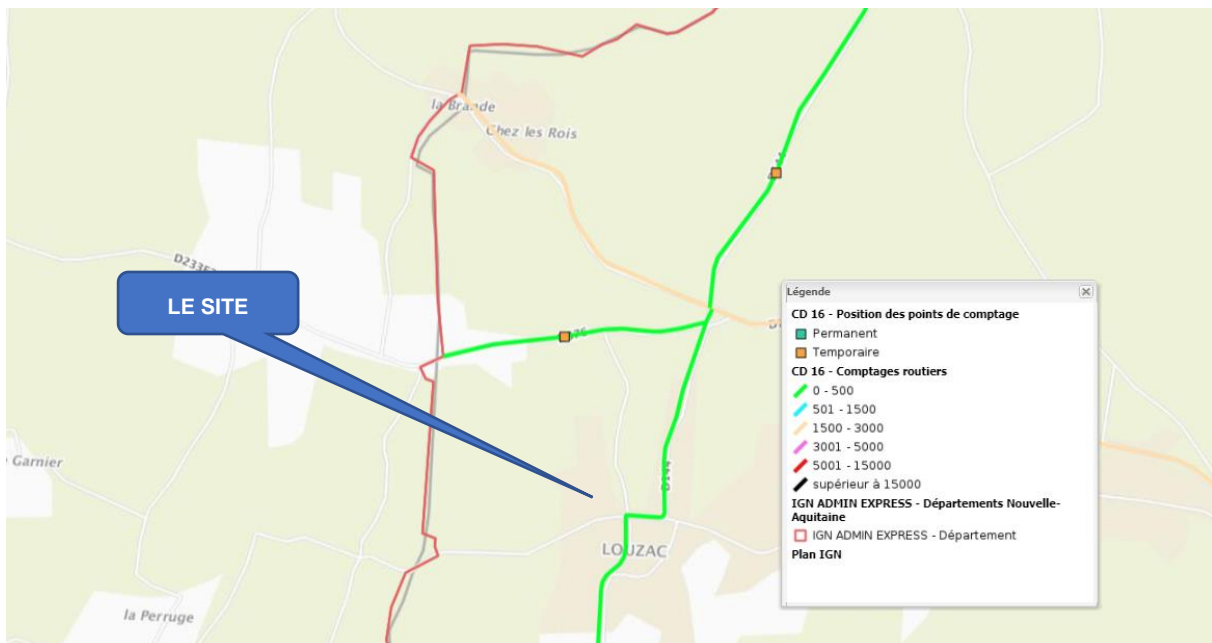 la Brande
Chez les Rois
LE SITE
Garnier
LOUZAC
D144
la Perruge
Légende
CD 16 - Position des points de comptage
Permanent
Temporaire
CD 16 - Comptages routiers
0 - 500
501 - 1500
1500 - 3000
3001 - 5000
5001 - 15000
supérieur à 15000
IGN ADMIN EXPRESS - Départements Nouvelle-
Aquitaine
IGN ADMIN EXPRESS - Département
Plan IGN